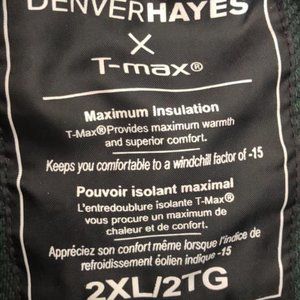 DENVERHAYES
X
T-max®
Maximum Insulation
T-Max®Provides maximum warmth
and superior comfort.
Keeps you comfortable to a windchill factor of -15
Pouvoir isolant maximal
L'entredoublure isolante T-Max®
vous procure un maximum de
chaleur et de confort.
Appréciez son confort même lorsque l'indice de
refroidissement éolien indique -15
2XL/2TG